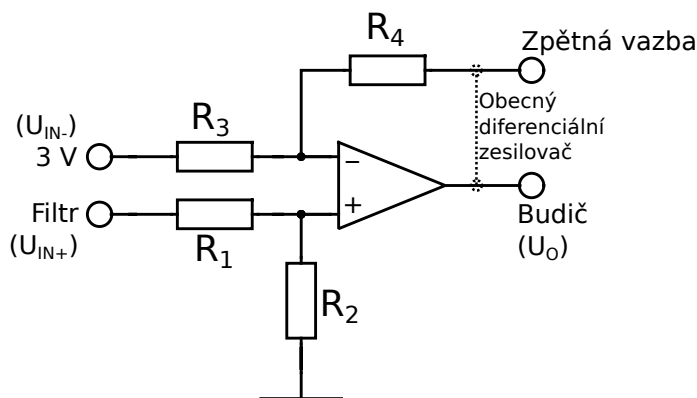 R4
Zpětná vazba
(UIN-)
3 V
R3
Obecný
diferenciální
zesilovač
−
+
Filtr
(UIN+)
R1
Budič
(UO)
R2